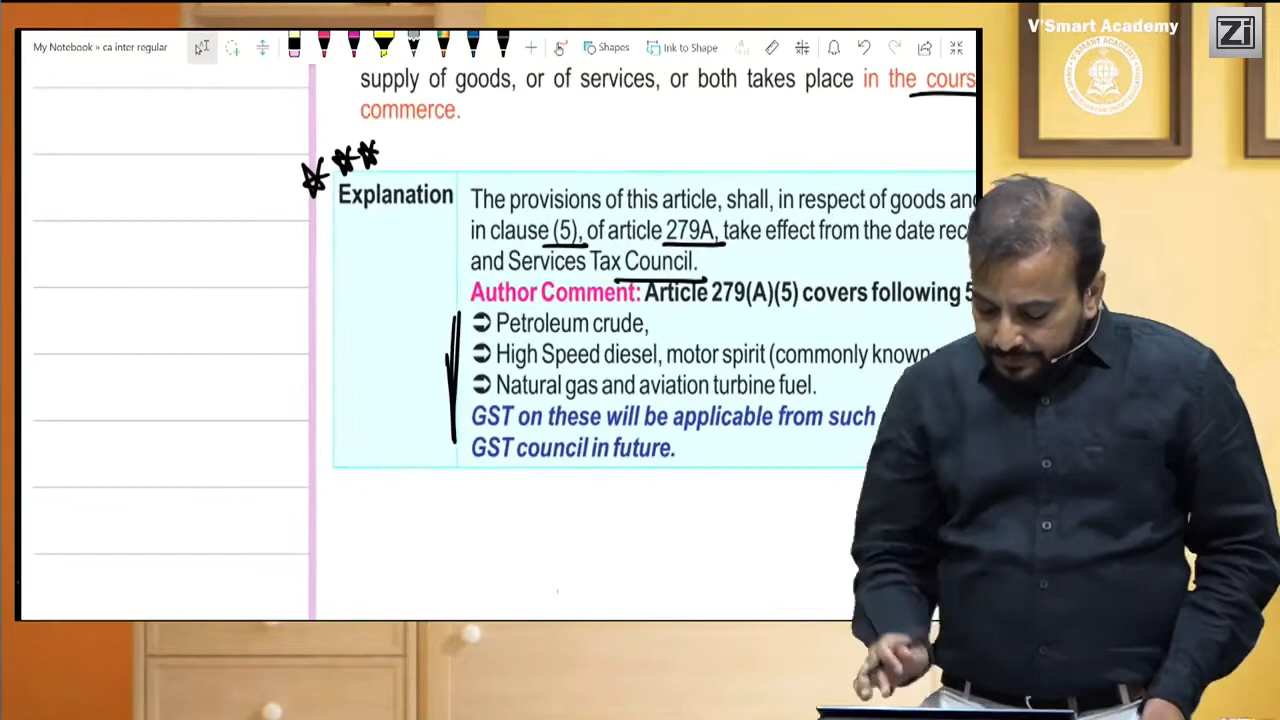 V'Smart Academy
Zi
My Notebook » ca inter regular
Shapes
Ink to Shape
supply of goods, or of services, or both takes place in the cours
commerce.
Explanation
The provisions of this article, shall, in respect of goods and
in clause (5), of article 279A, take effect from the date rec
and Services Tax Council.
Author Comment: Article 279(A)(5) covers following 5
➲ Petroleum crude,
➲ High Speed diesel, motor spirit (commonly known
➲ Natural gas and aviation turbine fuel.
GST on these will be applicable from such
GST council in future.